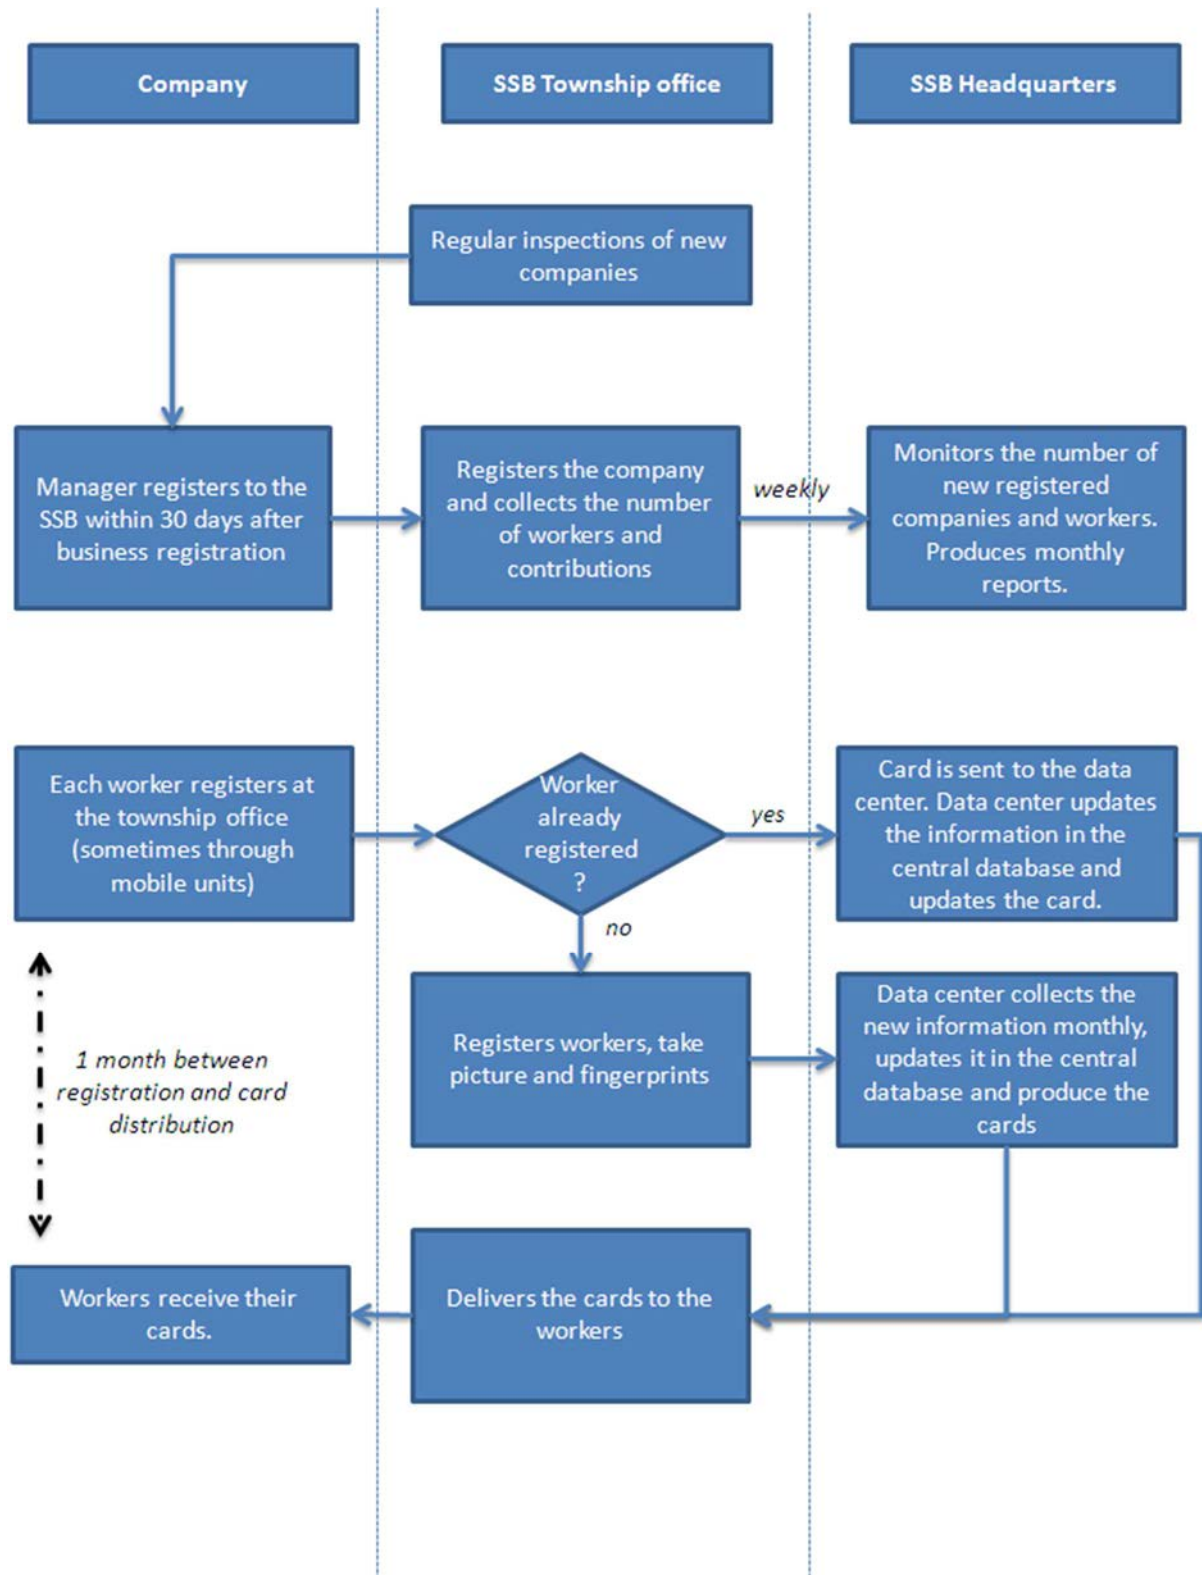 Company
SSB Township office
SSB Headquarters
Regular inspections of new
companies
Manager registers to the
SSB within 30 days after
business registration
Registers the company
and collects the number
of workers and
contributions
weekly
Monitors the number of
new registered
companies and workers.
Produces monthly
reports.
Each worker registers at
the township office
(sometimes through
mobile units)
Worker
already
registered
?
yes
Card is sent to the data
center. Data center updates
the information in the
central database and
updates the card.
no
1 month between
registration and card
distribution
Registers workers, take
picture and fingerprints
Data center collects the
new information monthly,
updates it in the central
database and produce the
cards
Workers receive their
cards.
Delivers the cards to the
workers